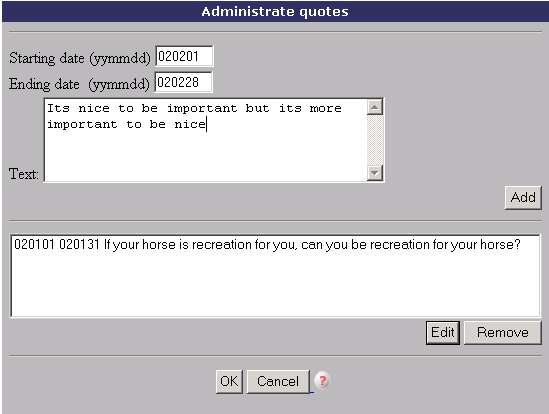 Administrate quotes
Starting date (yymmdd) 020201
Ending date (yymmdd) 020228
Its nice to be important but its more
important to be nice
Text:
Add
020101 020131 If your horse is recreation for you, can you be recreation for your horse?
Edit Remove
OK Cancel ?